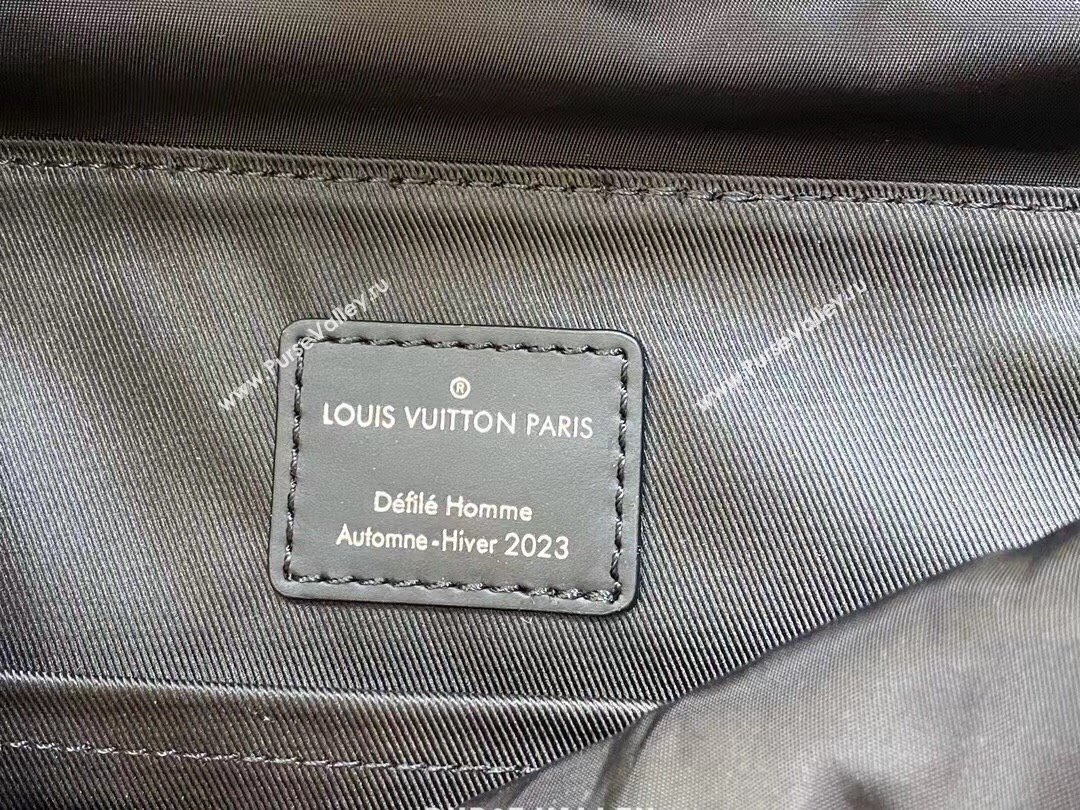 www.PurseValley.ru
www.PurseValley.ru
®
LOUIS VUITTON PARIS
Défilé Homme
Automne-Hiver 2023